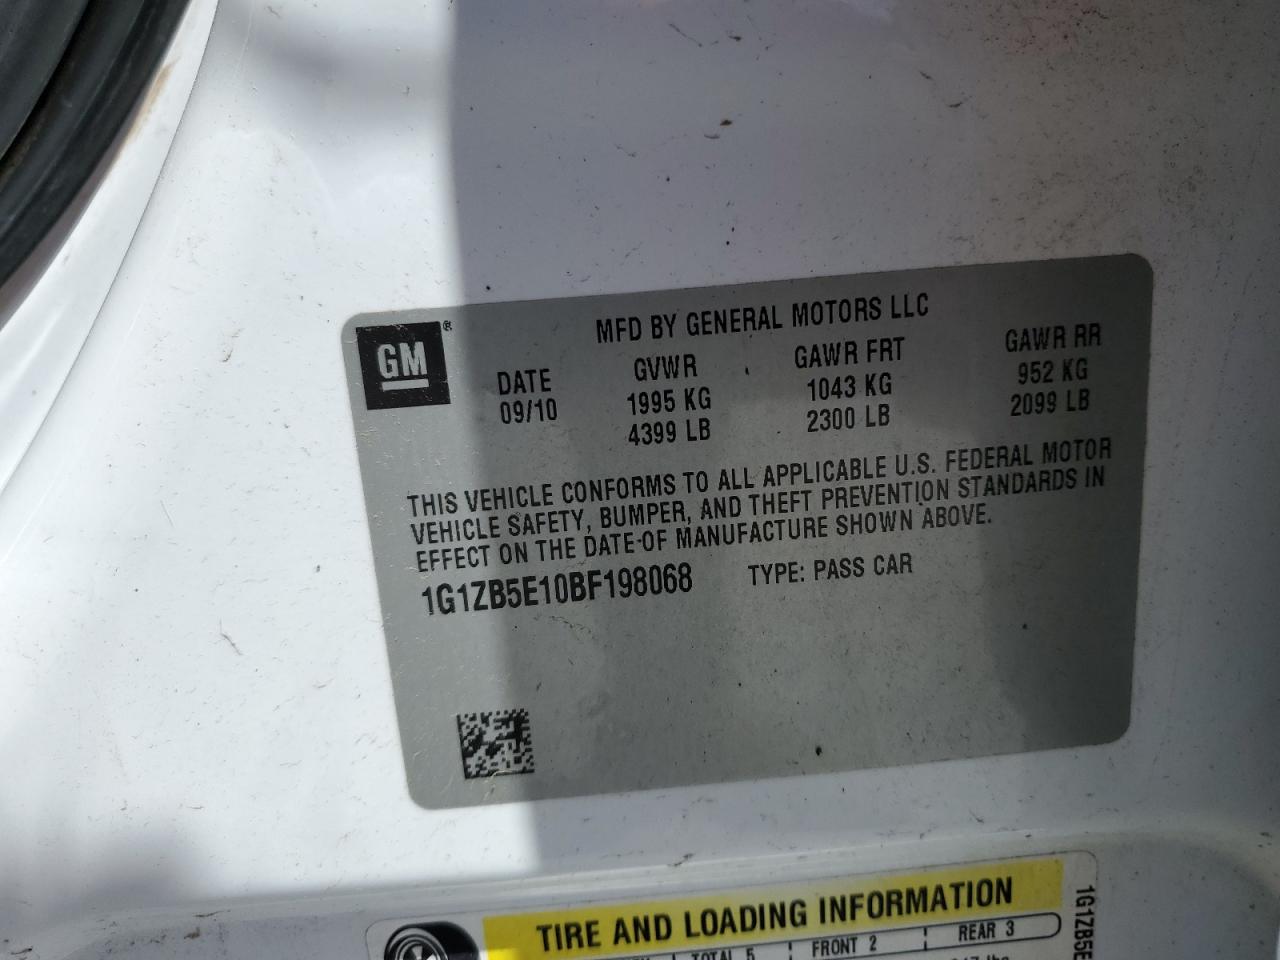 GM®
MFD BY GENERAL MOTORS LLC
DATE GVWR GAWR FRT GAWR RR
09/10 1995 KG 1043 KG 952 KG
4399 LB 2300 LB 2099 LB
THIS VEHICLE CONFORMS TO ALL APPLICABLE U.S. FEDERAL MOTOR
VEHICLE SAFETY, BUMPER, AND THEFT PREVENTION STANDARDS IN
EFFECT ON THE DATE OF MANUFACTURE SHOWN ABOVE.
1G1ZB5E10BF198068 TYPE: PASS CAR
TIRE AND LOADING INFORMATION
TOTAL 5 FRONT 2 REAR 3
1G1ZB5E